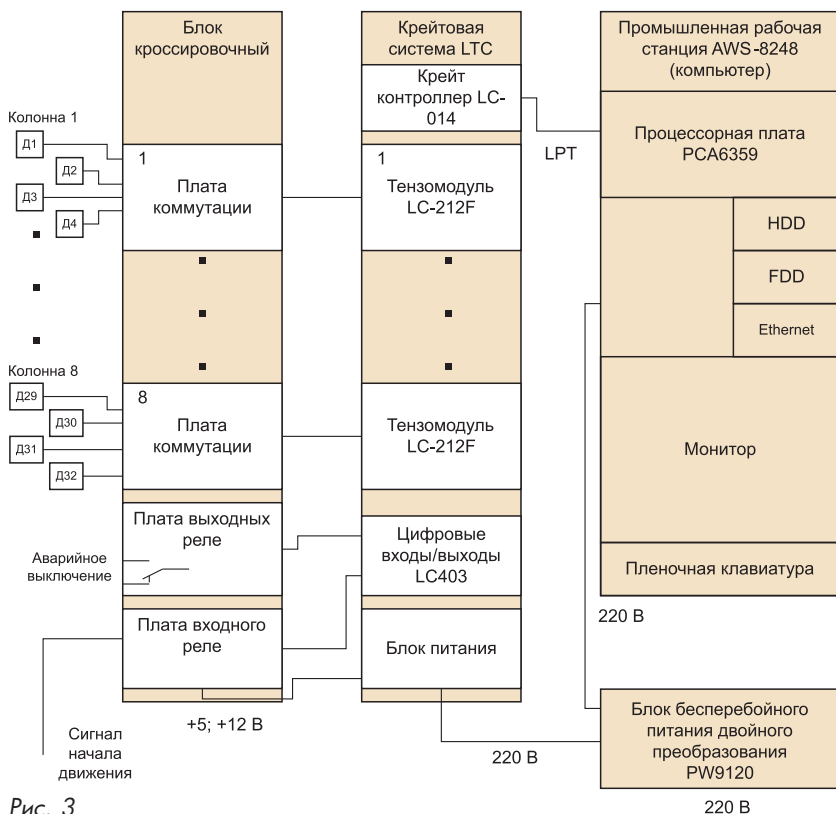 Блок
кроссировочный
Крейтовая
система LTC
Промышленная рабочая
станция AWS-8248
(компьютер)
Крейт
контроллер LC-
014
LPT
Процессорная плата
PCA6359
Колонна 1
Д1
Д2
Д3
Д4
1
Плата
коммутации
1
Тензомодуль
LC-212F
HDD
FDD
Ethernet
Колонна 8
Д29
Д30
Д31
Д32
8
Плата
коммутации
Тензомодуль
LC-212F
Монитор
Плата выходных
реле
Аварийное
выключение
Цифровые
входы/выходы
LC403
Пленочная клавиатура
220 В
Плата входного
реле
Блок питания
Сигнал
начала
движения
+5; +12 В
220 В
Блок бесперебойного
питания двойного
преобразования
PW9120
220 В
Рис. 3